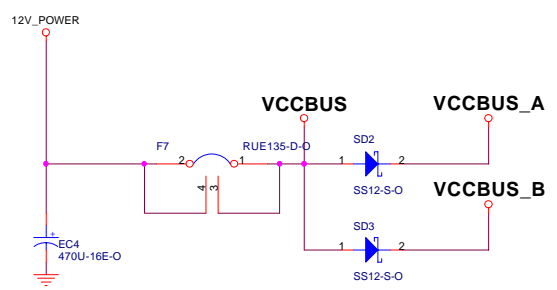 12V_POWER
VCCBUS
VCCBUS_A
F7
RUE135-D-O
SD2
2
1
1
2
4
3
SS12-S-O
VCCBUS_B
SD3
1
2
+
EC4
470U-16E-O
SS12-S-O